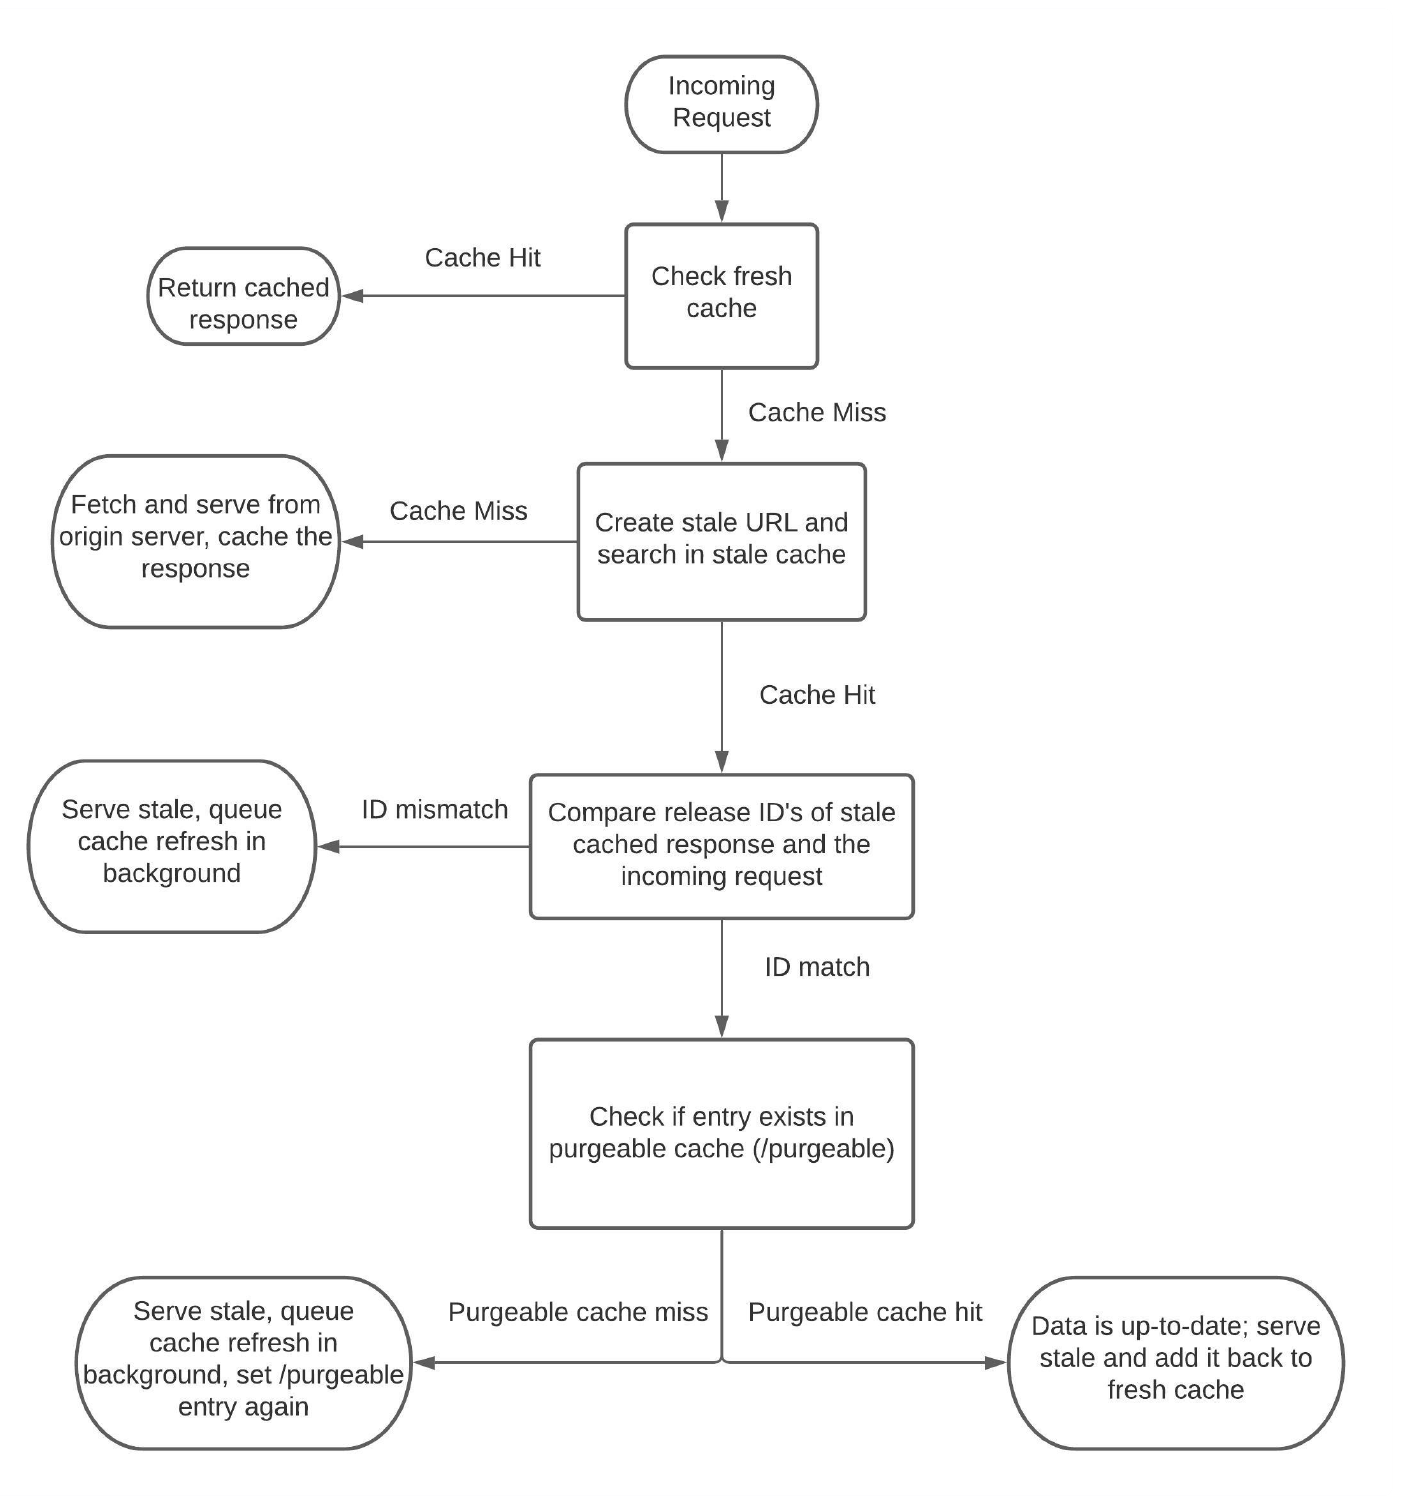 Incoming
Request
Cache Hit
Return cached
response
Check fresh
cache
Cache Miss
Fetch and serve from
origin server, cache the
response
Cache Miss
Create stale URL and
search in stale cache
Cache Hit
Serve stale, queue
cache refresh in
background
ID mismatch
Compare release ID's of stale
cached response and the
incoming request
ID match
Check if entry exists in
purgeable cache (/purgeable)
Serve stale, queue
cache refresh in
background, set /purgeable
entry again
Purgeable cache miss
Purgeable cache hit
Data is up-to-date; serve
stale and add it back to
fresh cache